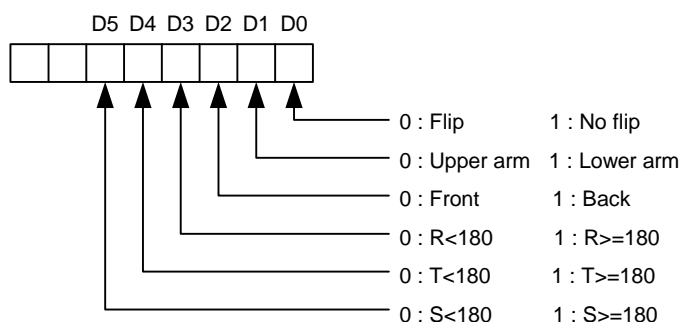 D5 D4 D3 D2 D1 D0
0 : Flip 1 : No flip
0 : Upper arm 1 : Lower arm
0 : Front 1 : Back
0 : R<180 1 : R>=180
0 : T<180 1 : T>=180
0 : S<180 1 : S>=180